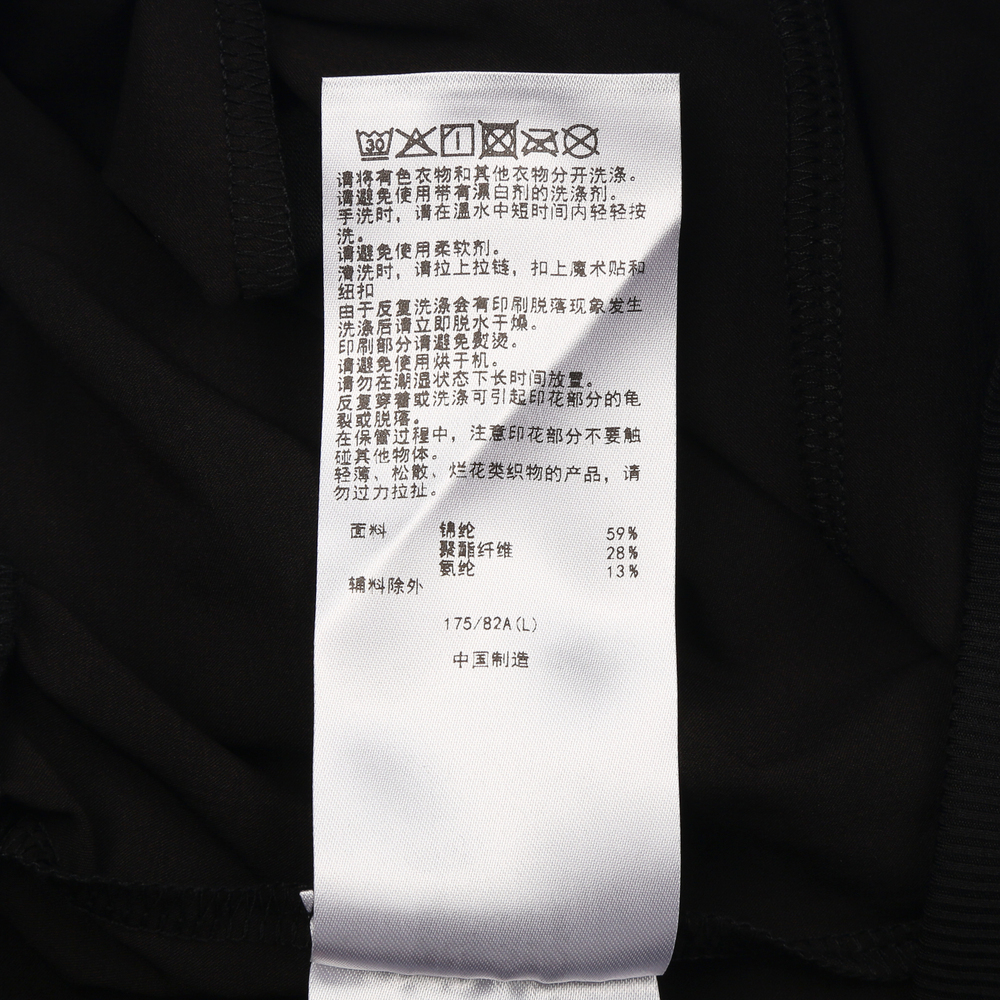 30
请将有色衣物和其他衣物分开洗涤。
请避免使用带有漂白剂的洗涤剂。
手洗时，请在温水中短时间内轻轻按
洗。
请避免使用柔软剂。
清洗时，请拉上拉链，扣上魔术贴和
纽扣
由于反复洗涤会有印刷脱落现象发生
洗涤后请立即脱水干燥。
印刷部分请避免熨烫。
请避免使用烘干机。
请勿在潮湿状态下长时间放置。
反复穿着或洗涤可引起印花部分的龟
裂或脱落。
在保管过程中，注意印花部分不要触
碰其他物体。
轻薄、松散、烂花类织物的产品，请
勿过力拉扯。
面料 锦纶 59%
聚酯纤维 28%
氨纶 13%
辅料除外
175/82A(L)
中国制造